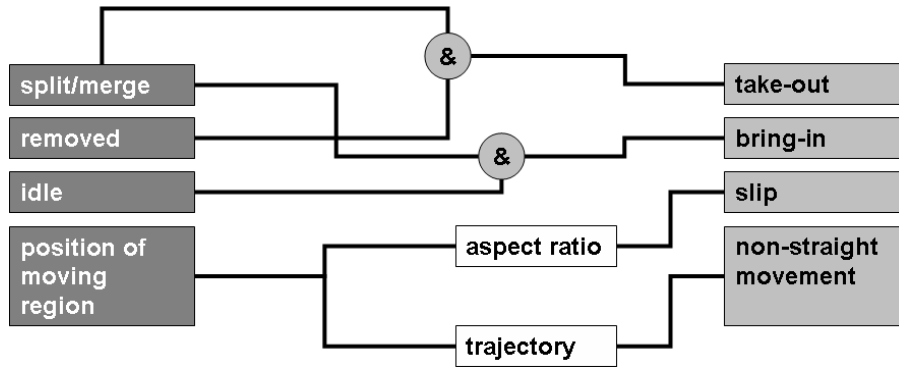 &
split/merge
take-out
removed
bring-in
&
idle
slip
position of
moving
region
aspect ratio
non-straight
movement
trajectory